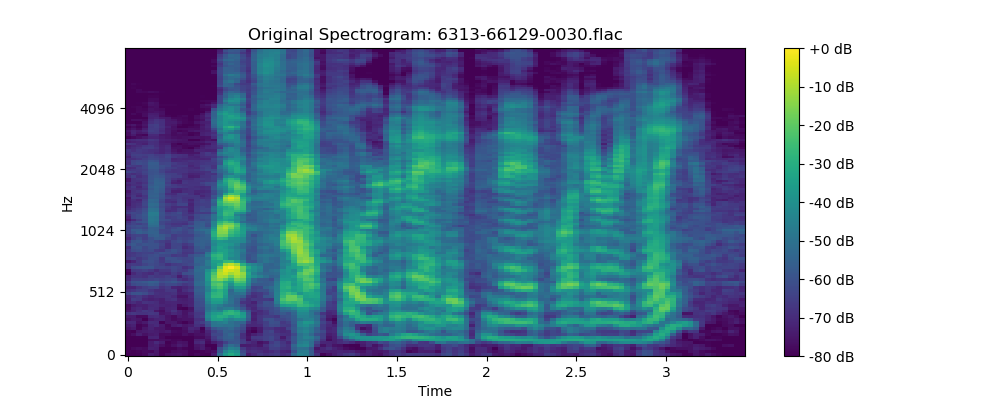 Original Spectrogram: 6313-66129-0030.flac
Hz
4096
2048
1024
512
0
0
0.5
1
1.5
2
2.5
3
Time
+0 dB
-10 dB
-20 dB
-30 dB
-40 dB
-50 dB
-60 dB
-70 dB
-80 dB